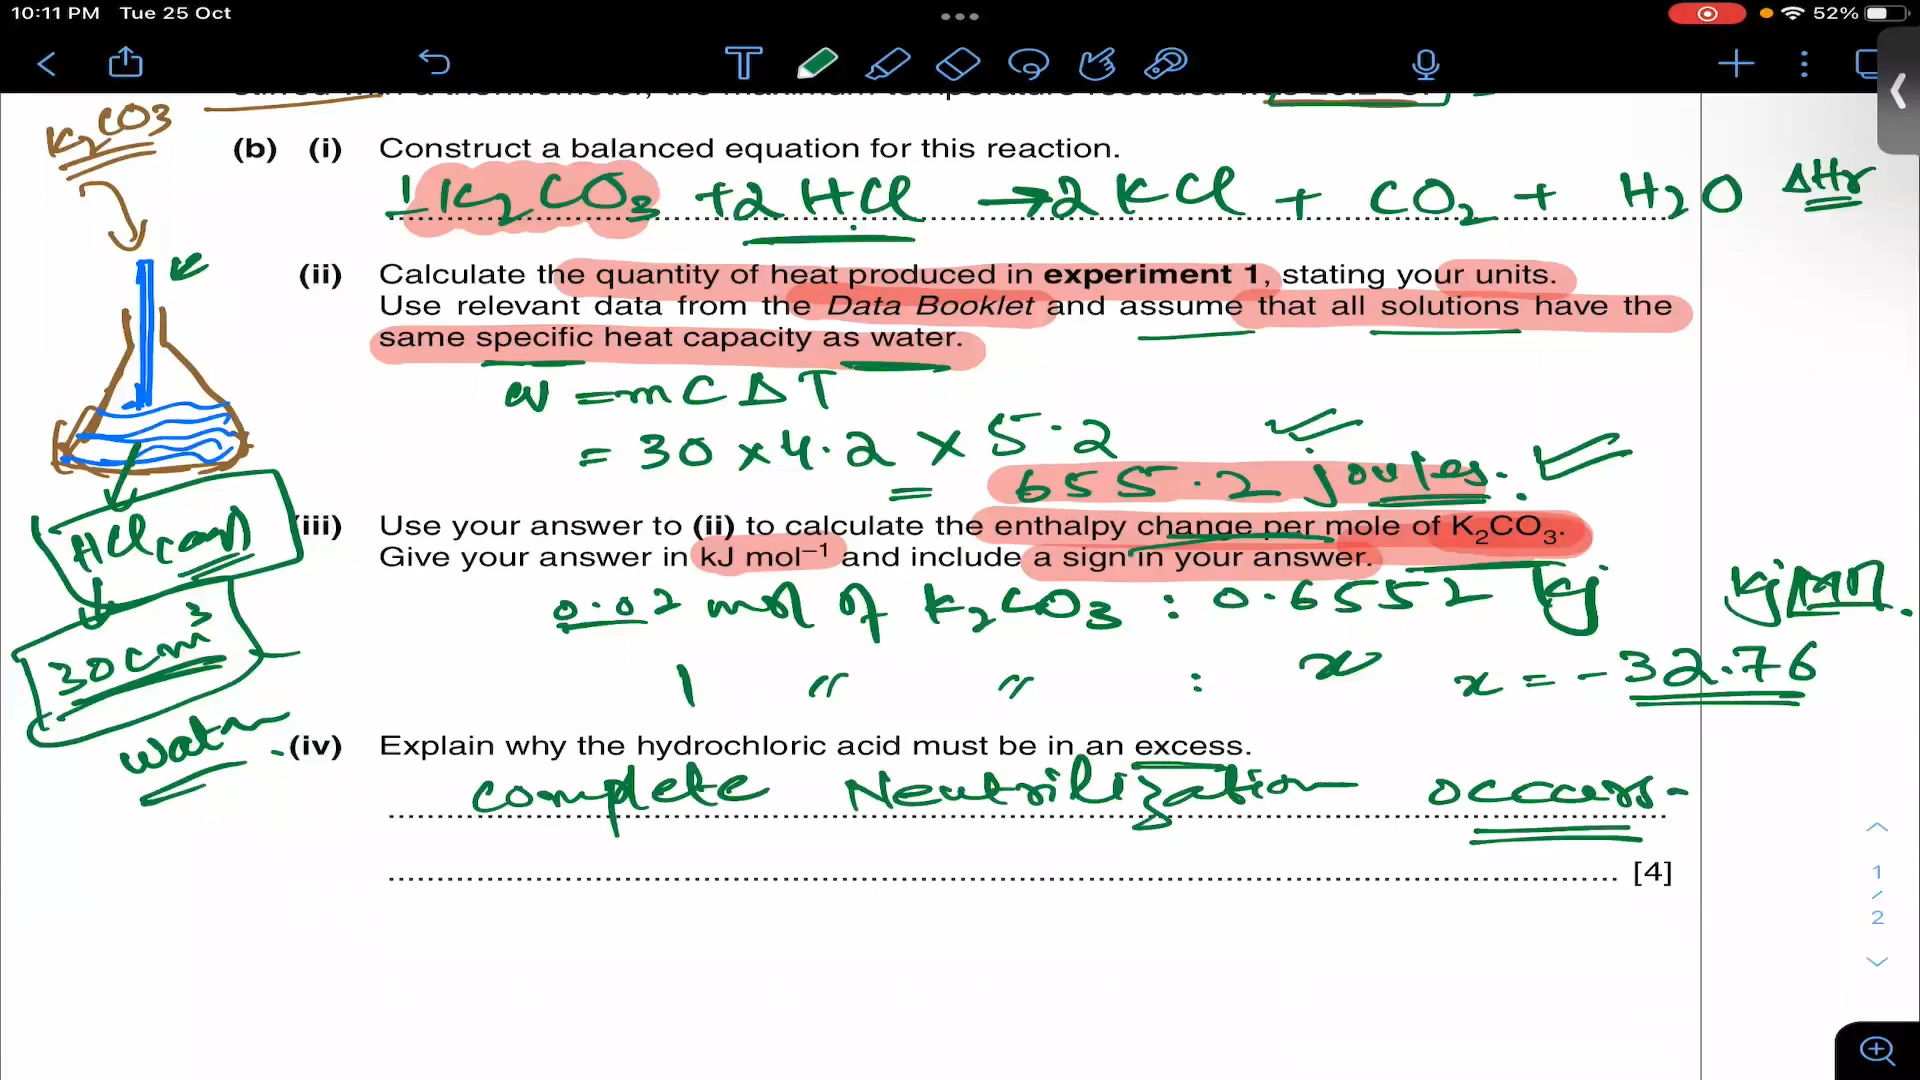 10:11 PM Tue 25 Oct
52%
K2CO3
(b) (i) Construct a balanced equation for this reaction.
1 K2CO3 + 2 HCl → 2 KCl + CO2 + H2O ΔHr
(ii) Calculate the quantity of heat produced in experiment 1, stating your units.
Use relevant data from the Data Booklet and assume that all solutions have the
same specific heat capacity as water.
= m C Δ T
= 30 × 4.2 × 5.2
= 655.2 joules.
HCl(aq)
(iii) Use your answer to (ii) to calculate the enthalpy change per mole of K2CO3.
Give your answer in kJ mol–1 and include a sign in your answer.
0.02 mol of K2CO3 : 0.6552 kj
kj/mol.
30cm3
1 " " : x x = - 32.76
water
(iv) Explain why the hydrochloric acid must be in an excess.
complete Neutrilization occcurs-
[4]
1
/
2